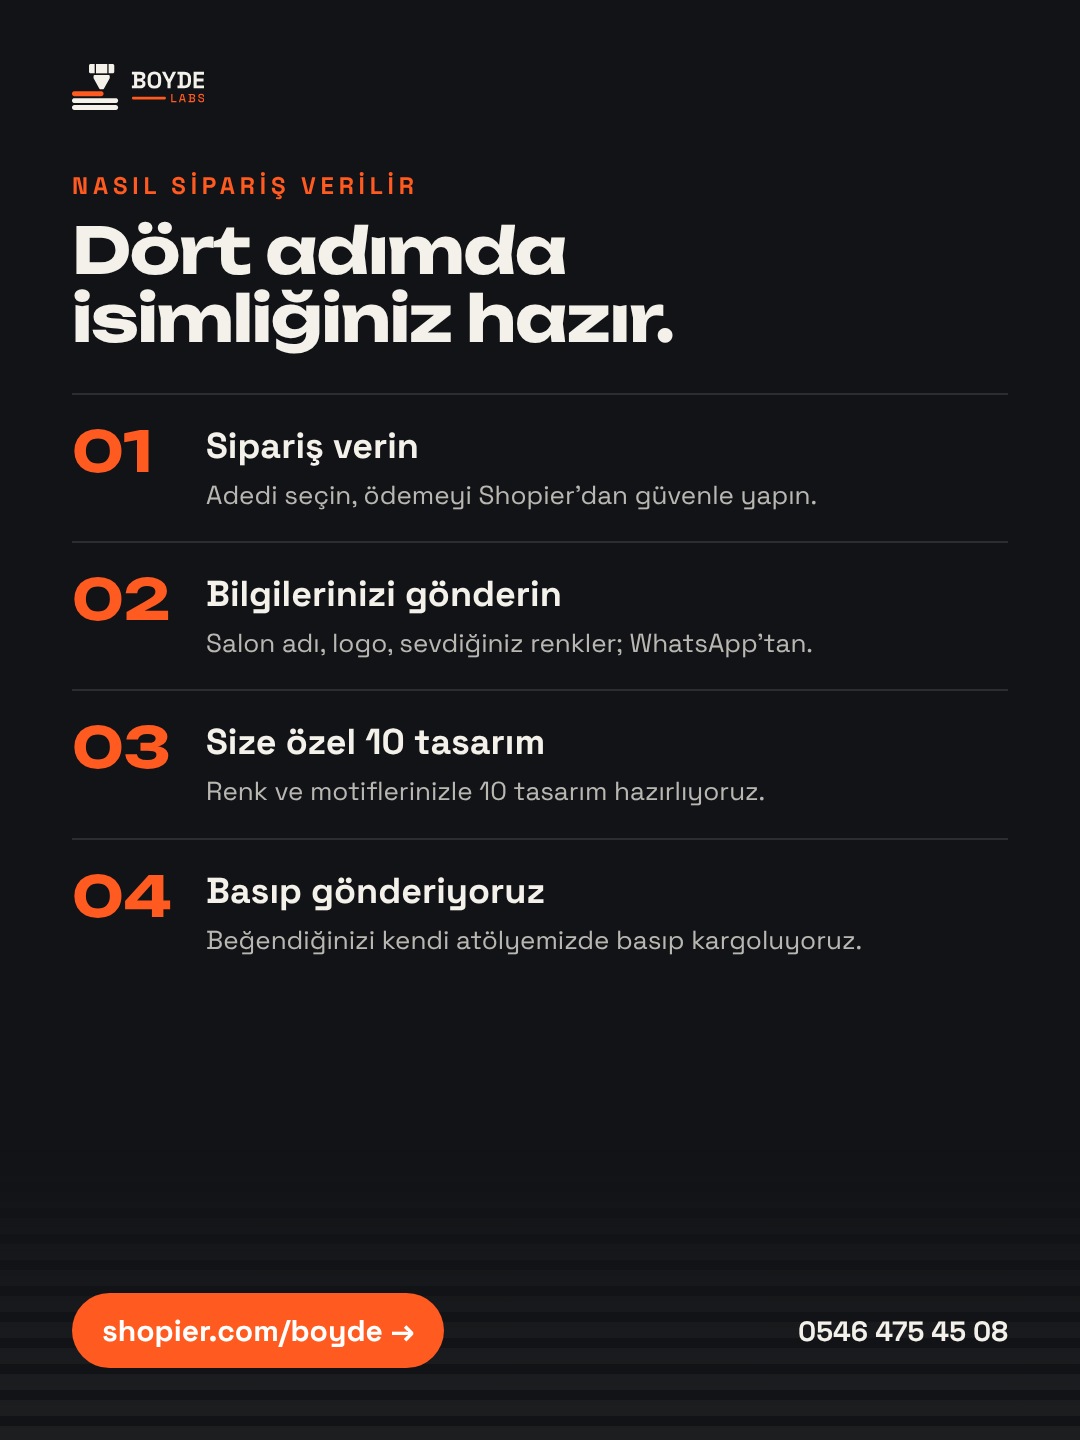 BOYDE
LABS
NASIL SİPARİŞ VERİLİR
Dört adımda
isimliğiniz hazır.
01
Sipariş verin
Adedi seçin, ödemeyi Shopier’dan güvenle yapın.
02
Bilgilerinizi gönderin
Salon adı, logo, sevdiğiniz renkler; WhatsApp’tan.
03
Size özel 10 tasarım
Renk ve motiflerinizle 10 tasarım hazırlıyoruz.
04
Basıp gönderiyoruz
Beğendiğinizi kendi atölyemizde basıp kargoluyoruz.
shopier.com/boyde →
0546 475 45 08